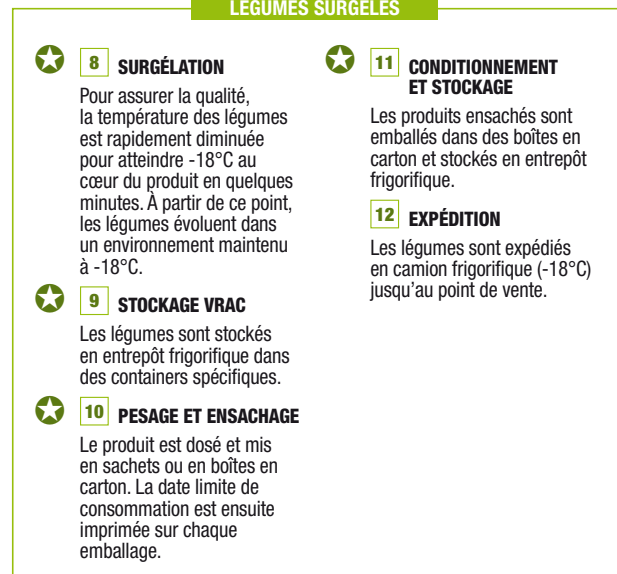 LÉGUMES SURGELÉS
8 SURGÉLATION
Pour assurer la qualité,
la température des légumes
est rapidement diminuée
pour atteindre -18°C au
cœur du produit en quelques
minutes. À partir de ce point,
les légumes évoluent dans
un environnement maintenu
à -18°C.
9 STOCKAGE VRAC
Les légumes sont stockés
en entrepôt frigorifique dans
des containers spécifiques.
10 PESAGE ET ENSACHAGE
Le produit est dosé et mis
en sachets ou en boîtes en
carton. La date limite de
consommation est ensuite
imprimée sur chaque
emballage.
11 CONDITIONNEMENT
ET STOCKAGE
Les produits ensachés sont
emballés dans des boîtes en
carton et stockés en entrepôt
frigorifique.
12 EXPÉDITION
Les légumes sont expédiés
en camion frigorifique (-18°C)
jusqu'au point de vente.